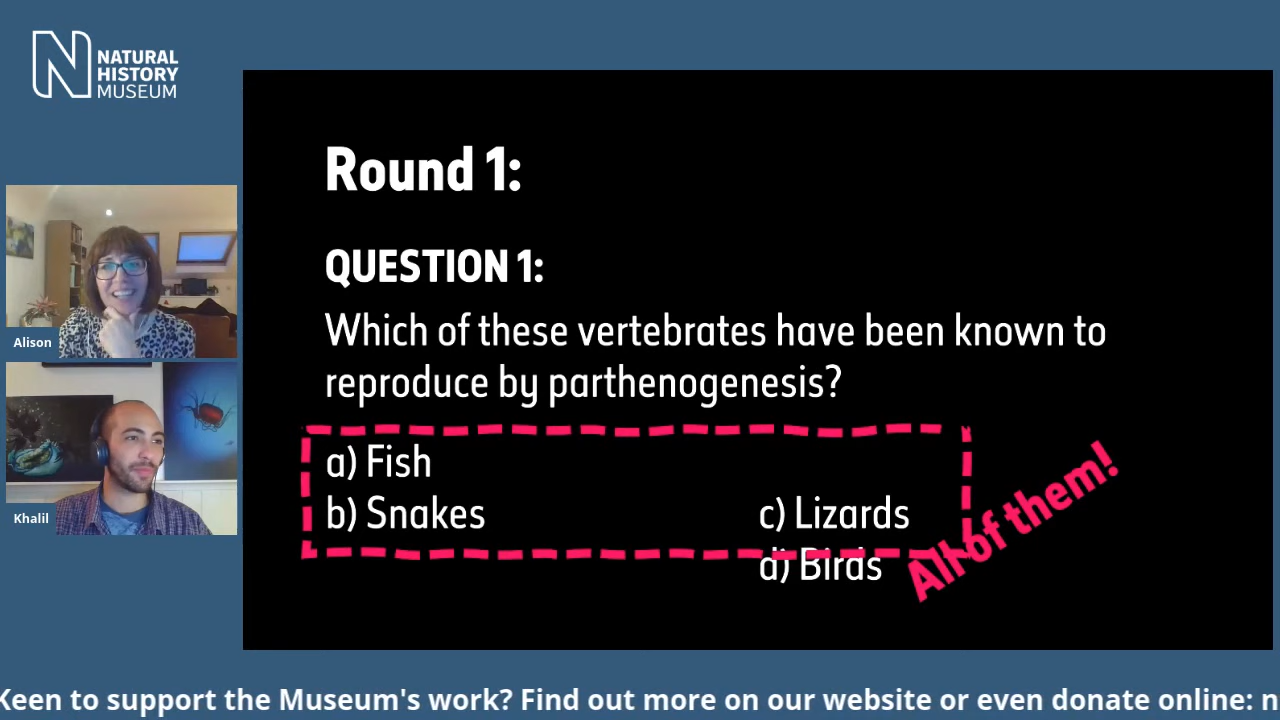 NATURAL
HISTORY
MUSEUM
Round 1:
QUESTION 1:
Which of these vertebrates have been known to
reproduce by parthenogenesis?
a) Fish
b) Snakes
c) Lizards
d) Birds
All of them!
Alison
Khalil
Keen to support the Museum's work? Find out more on our website or even donate online: n